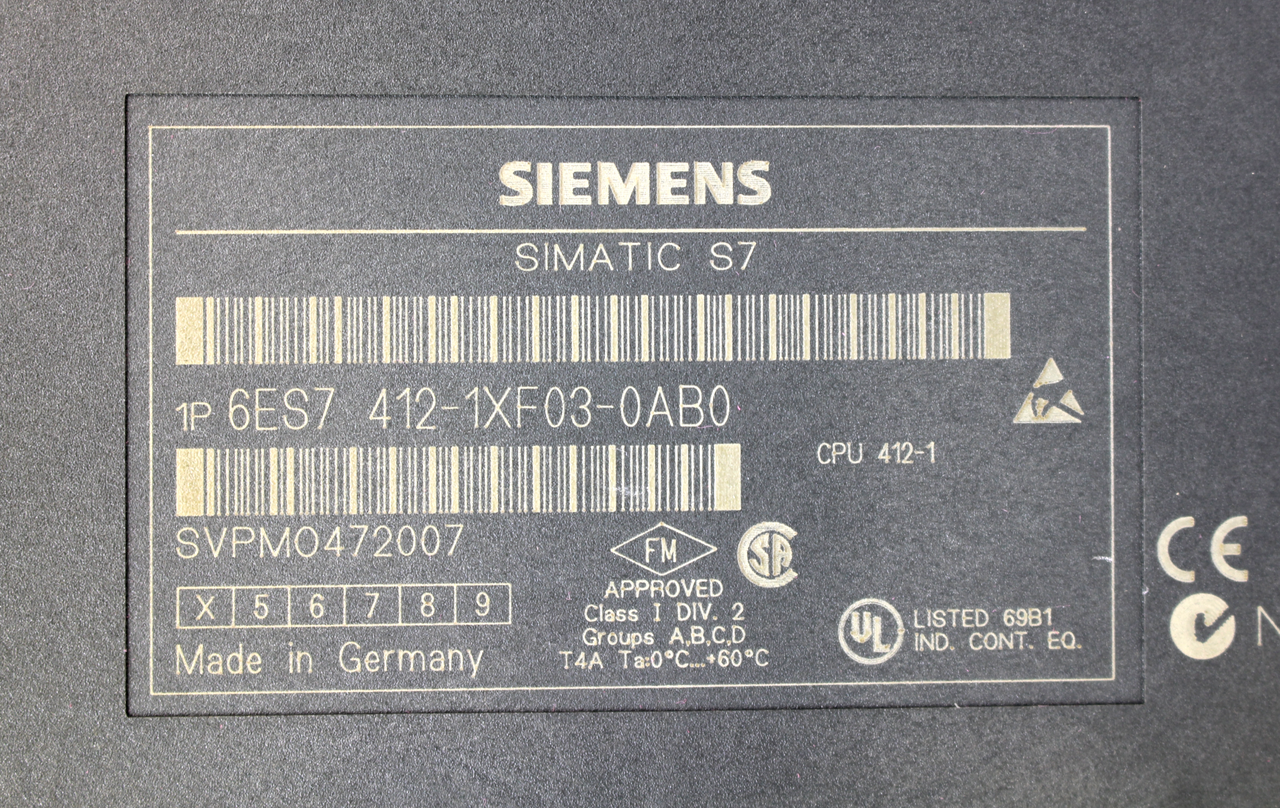 SIEMENS
SIMATIC S7
1P 6ES7 412-1XF03-0AB0
CPU 412-1
SVPM0472007
FM
SA
APPROVED
Class I DIV. 2
Groups A,B,C,D
T4A Ta:0°C...+60°C
X 5 6 7 8 9
Made in Germany
UL
LISTED 69B1
IND. CONT. EQ.
CE
N